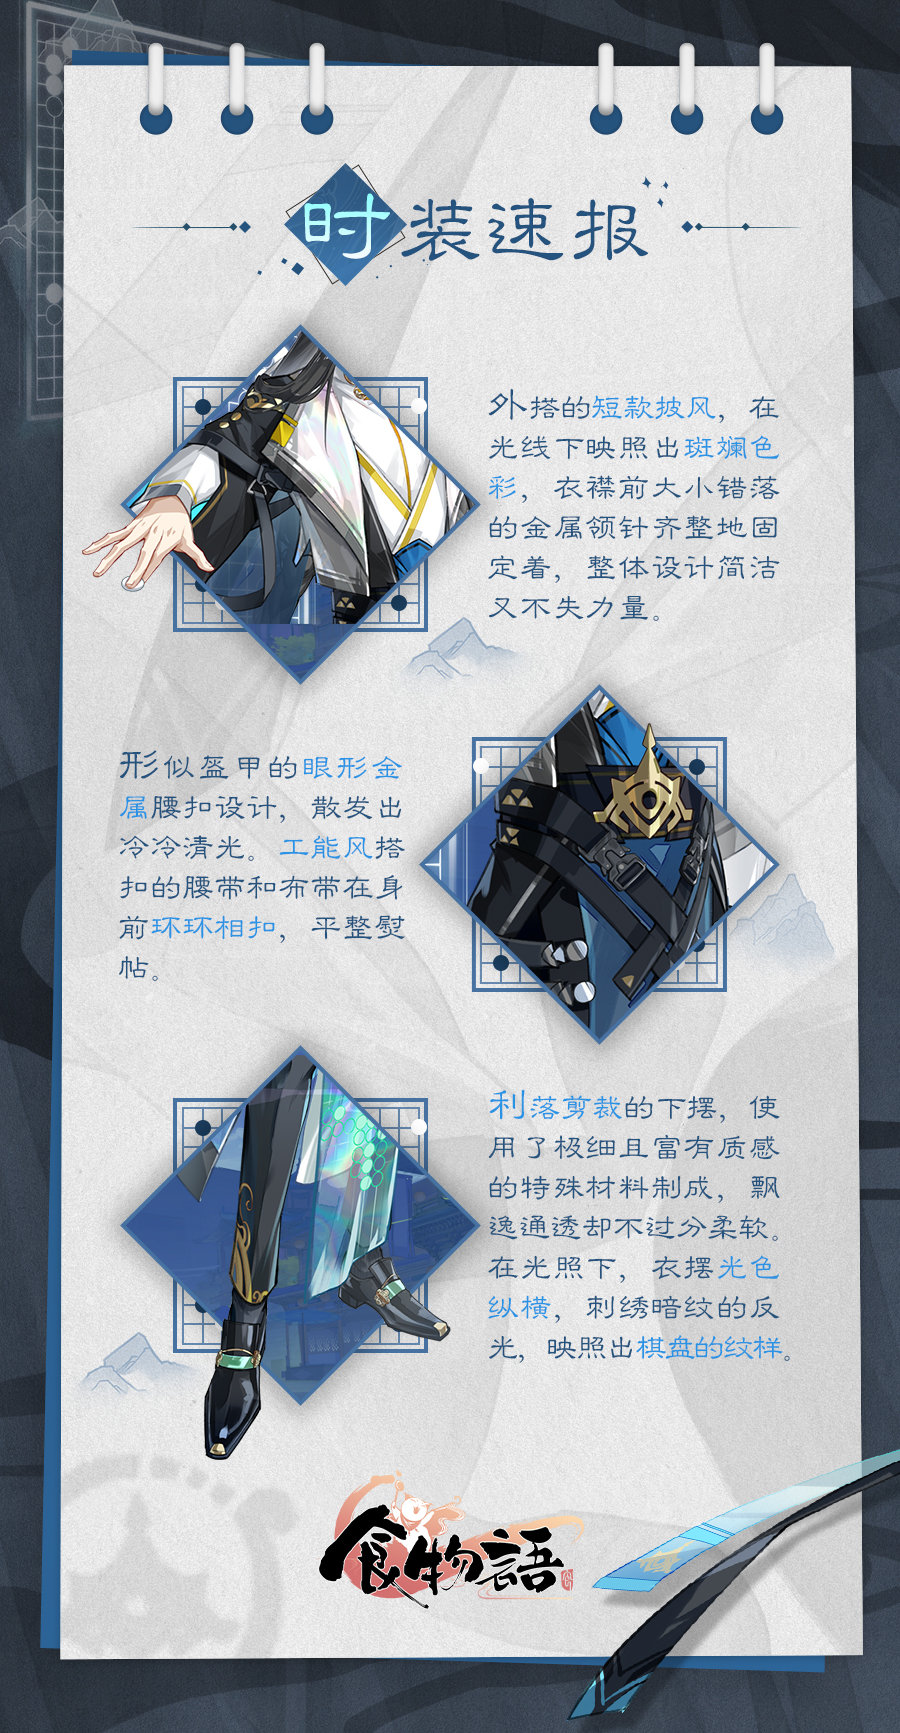 时装速报
外搭的短款披风，在
光线下映照出斑斓色
彩，衣襟前大小错落
的金属领针齐整地固
定着，整体设计简洁
又不失力量。
形似盔甲的眼形金
属腰扣设计，散发出
冷冷清光。工能风搭
扣的腰带和布带在身
前环环相扣，平整熨
帖。
利落剪裁的下摆，使
用了极细且富有质感
的特殊材料制成，飘
逸通透却不过分柔软。
在光照下，衣摆光色
纵横，刺绣暗纹的反
光，映照出棋盘的纹样。
食物語